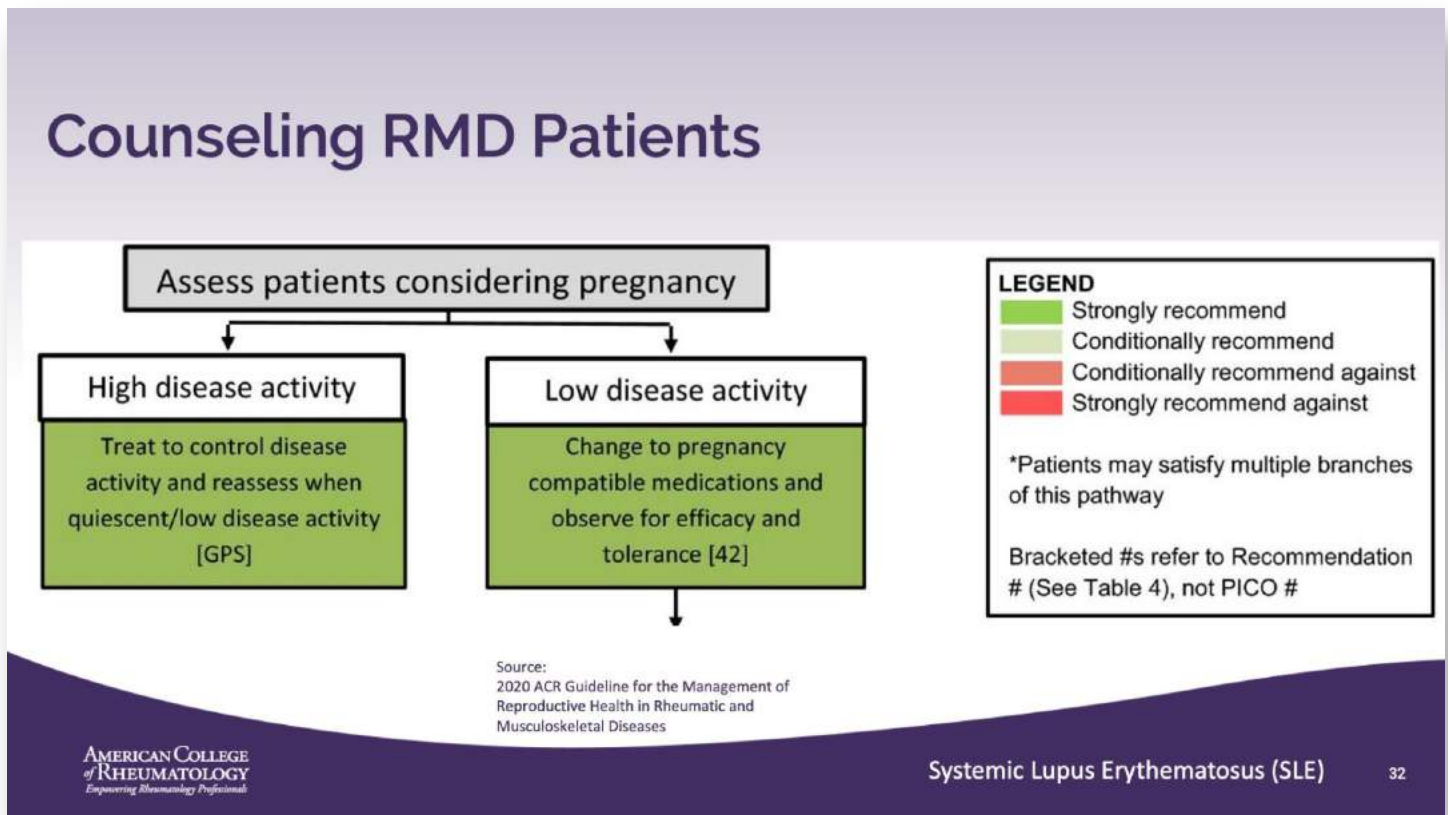 Counseling RMD Patients
Assess patients considering pregnancy
High disease activity
Treat to control disease
activity and reassess when
quiescent/low disease activity
[GPS]
Low disease activity
Change to pregnancy
compatible medications and
observe for efficacy and
tolerance [42]
LEGEND
Strongly recommend
Conditionally recommend
Conditionally recommend against
Strongly recommend against
*Patients may satisfy multiple branches
of this pathway
Bracketed #s refer to Recommendation
# (See Table 4), not PICO #
Source:
2020 ACR Guideline for the Management of
Reproductive Health in Rheumatic and
Musculoskeletal Diseases
AMERICAN COLLEGE
of RHEUMATOLOGY
Empowering Rheumatology Professionals
Systemic Lupus Erythematosus (SLE)
32